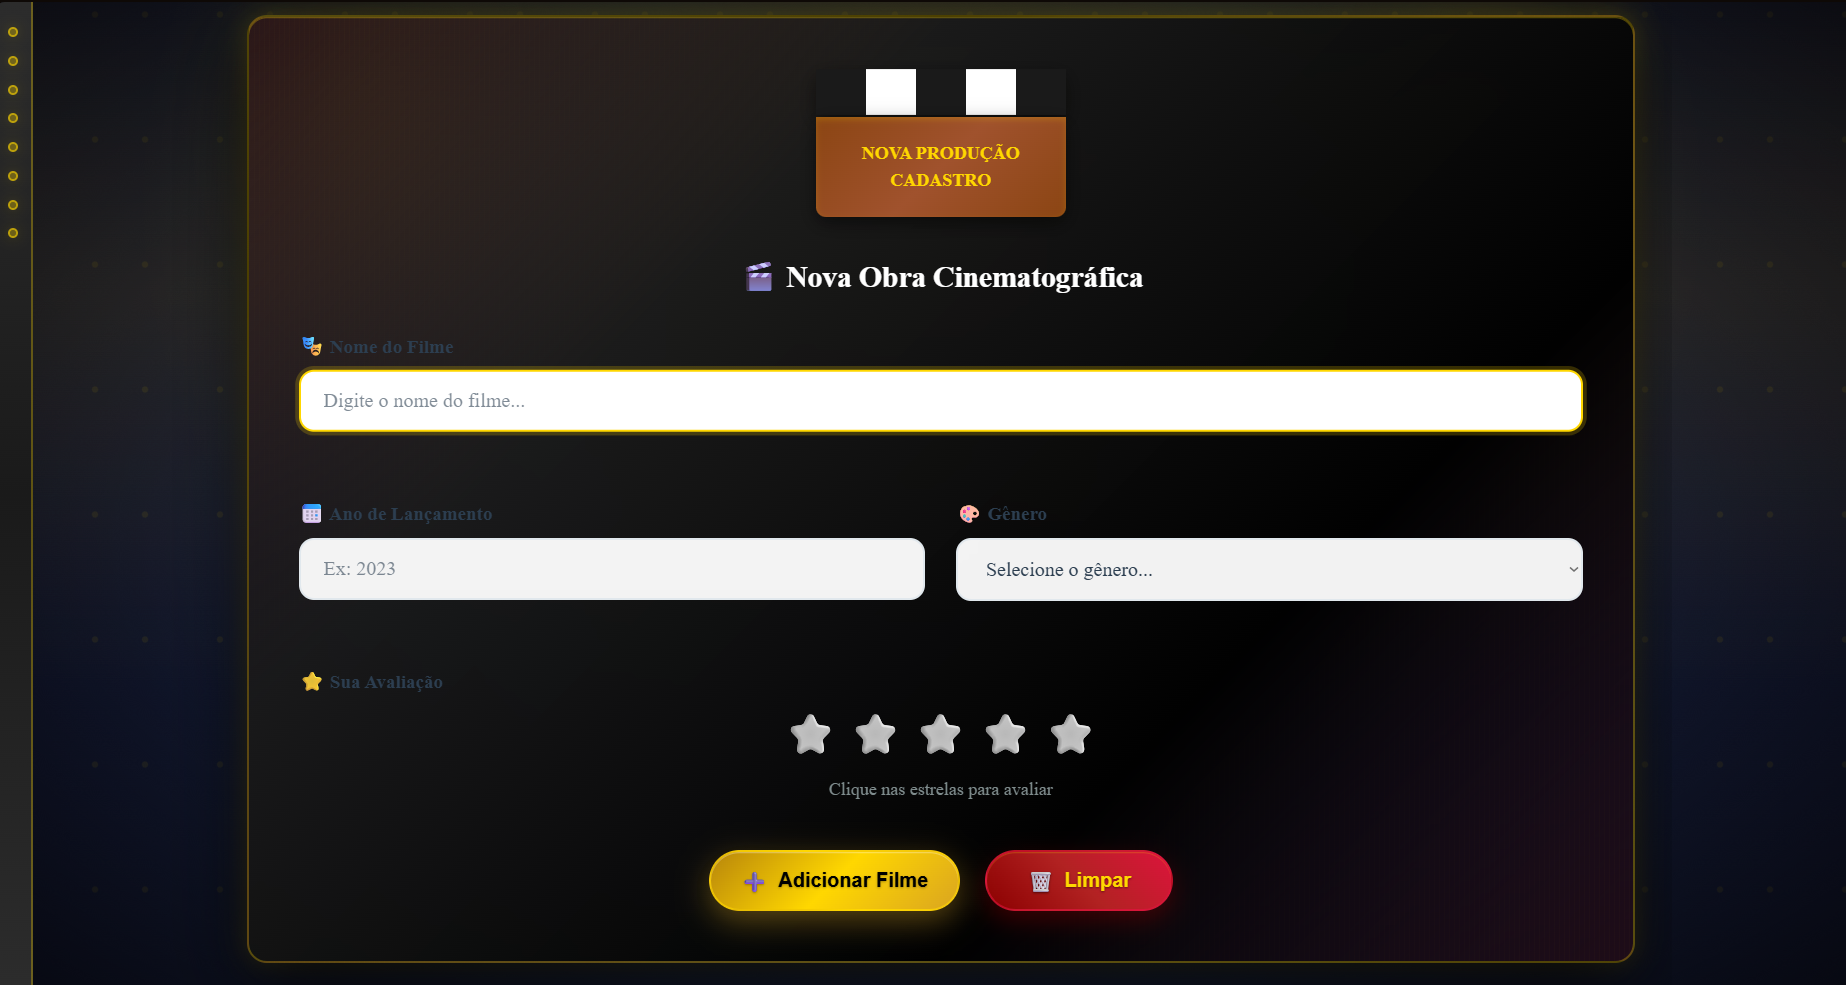 NOVA PRODUÇÃO
CADASTRO
Nova Obra Cinematográfica
Nome do Filme
Digite o nome do filme...
Ano de Lançamento
Gênero
Ex: 2023
Selecione o gênero...
Sua Avaliação
Clique nas estrelas para avaliar
Adicionar Filme
Limpar